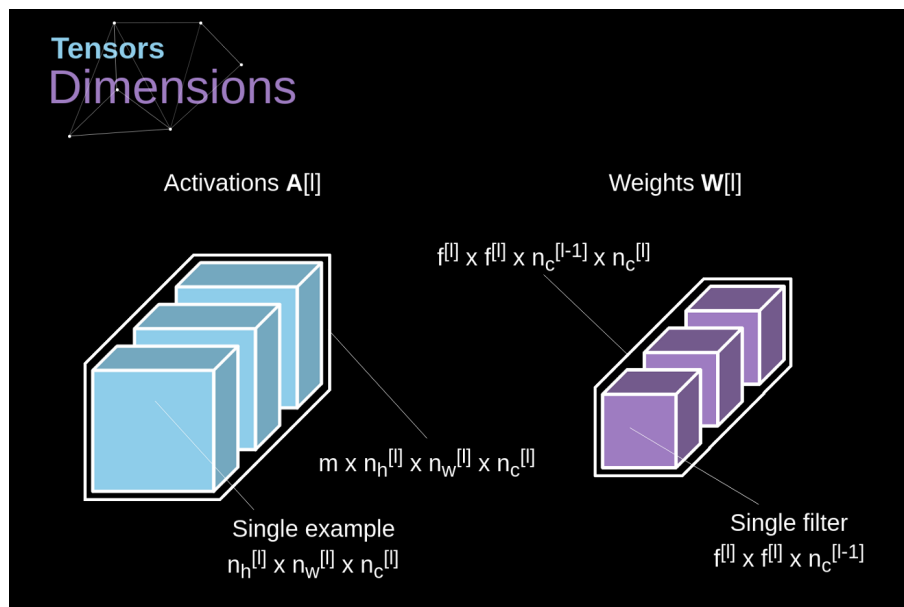 Tensors
Dimensions
Activations A[l]
Weights W[l]
f[l] x f[l] x nc[l-1] x nc[l]
m x nh[l] x nw[l] x nc[l]
Single example
nh[l] x nw[l] x nc[l]
Single filter
f[l] x f[l] x nc[l-1]